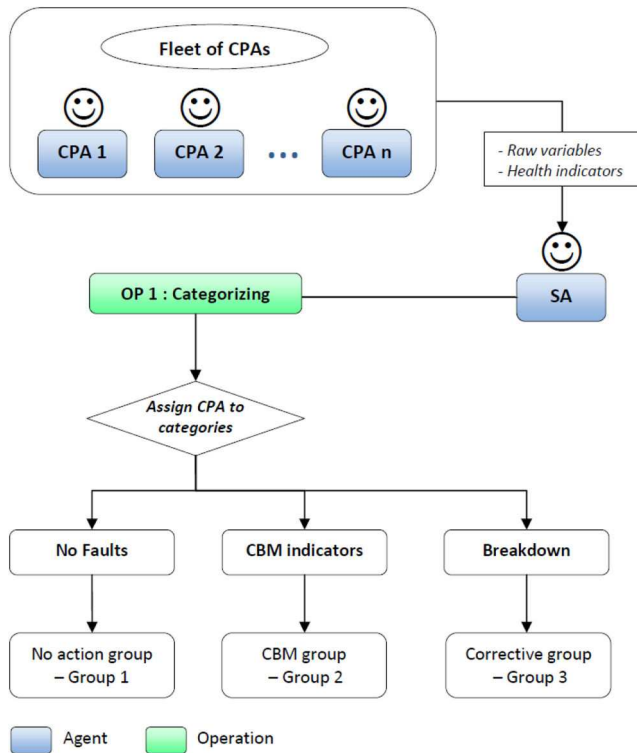 Fleet of CPAs
CPA 1
CPA 2
...
CPA n
- Raw variables
- Health indicators
OP 1 : Categorizing
SA
Assign CPA to
categories
No Faults
CBM indicators
Breakdown
No action group
– Group 1
CBM group
– Group 2
Corrective group
– Group 3
Agent
Operation